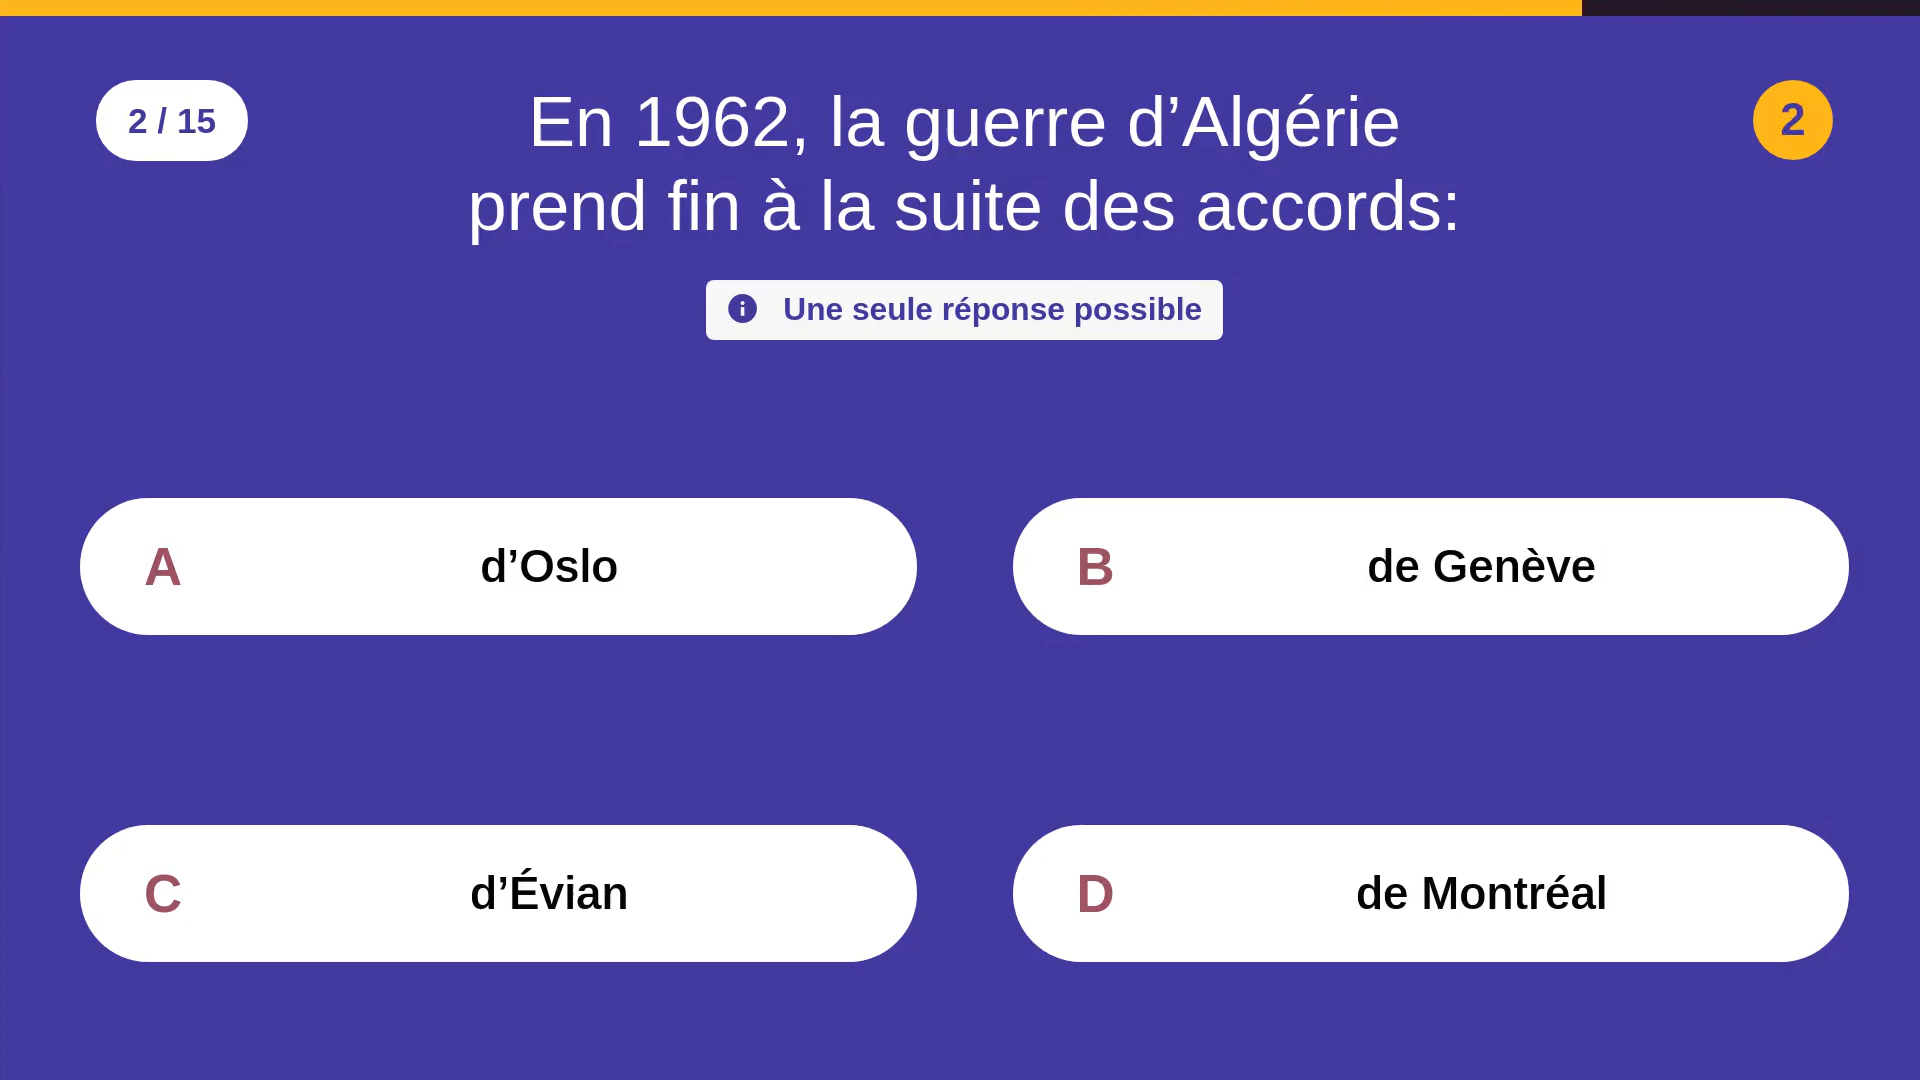 2 / 15
En 1962, la guerre d’Algérie
prend fin à la suite des accords:
2
Une seule réponse possible
A d’Oslo
B de Genève
C d’Évian
D de Montréal